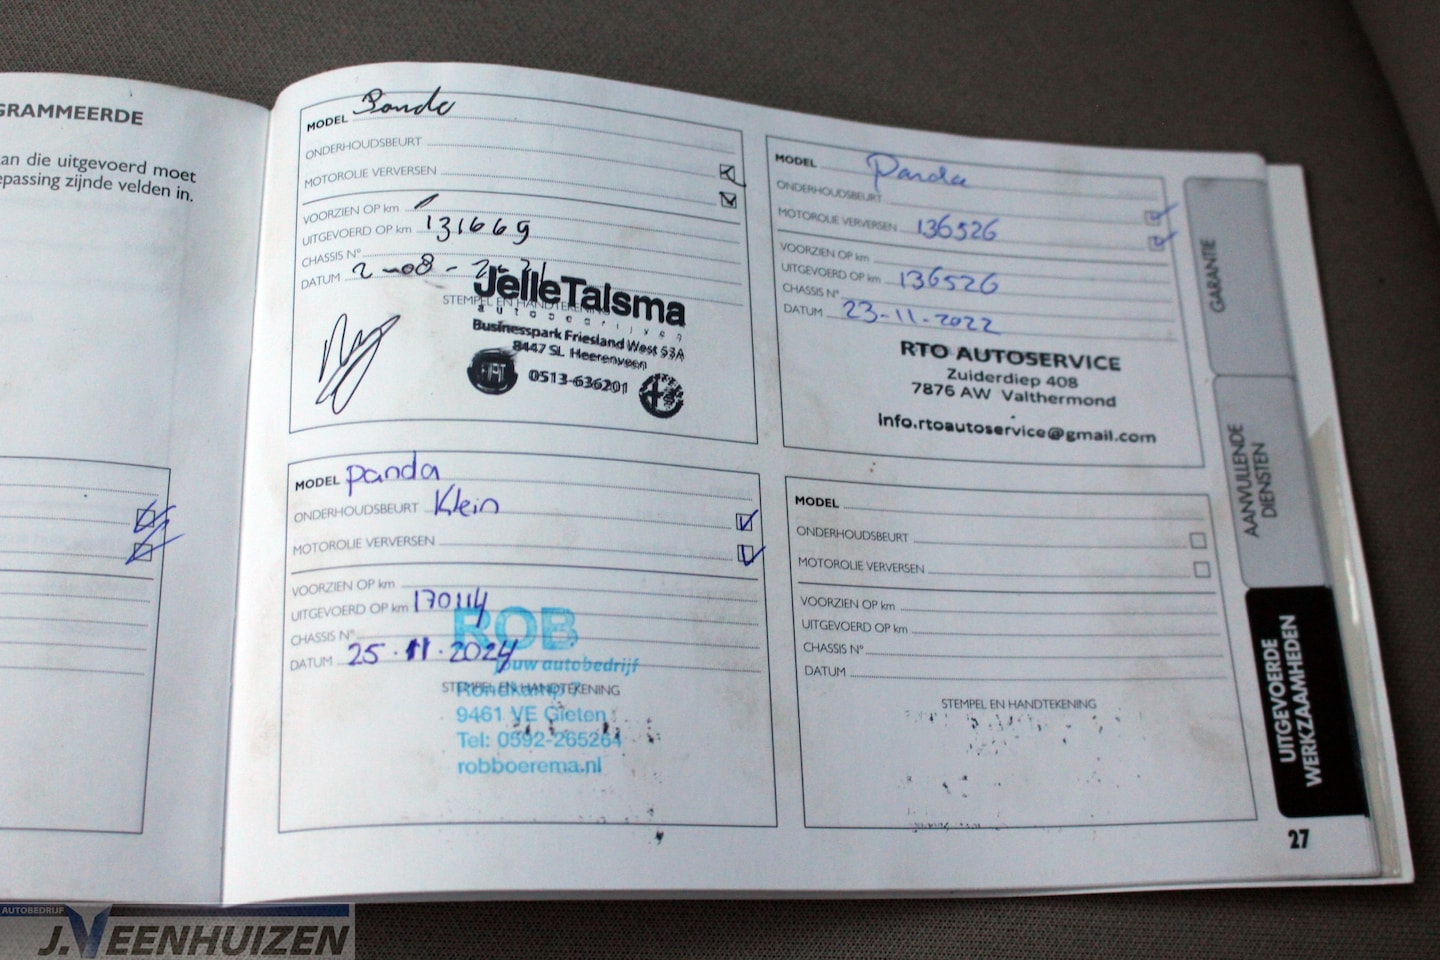 GRAMMEERDE
an die uitgevoerd moet
epassing zijnde velden in.
MODEL Panda
ONDERHOUDSBEURT
MOTOROLIE VERVERSEN
VOORZIEN OP km
UITGEVOERD OP km 131669
CHASSIS N°
DATUM 2-08-2021
STEMPEL EN HANDTEKENING
JelleTalsma
autobedrijven
Businesspark Friesland West 53A
8447 SL Heerenveen
FIAT 0513-636201
MODEL Panda
ONDERHOUDSBEURT
MOTOROLIE VERVERSEN 136526
VOORZIEN OP km
UITGEVOERD OP km 136526
CHASSIS N°
DATUM 23-11-2022
RTO AUTOSERVICE
Zuiderdiep 408
7876 AW Valthermond
info.rtoautoservice@gmail.com
MODEL panda
ONDERHOUDSBEURT Klein
MOTOROLIE VERVERSEN
VOORZIEN OP km
UITGEVOERD OP km 170114
CHASSIS N°
DATUM 25.11.2024
ROB
jouw autobedrijf
STEMPEL EN HANDTEKENING
9461 VE Gieten
Tel: 0592-265264
robboerema.nl
MODEL
ONDERHOUDSBEURT
MOTOROLIE VERVERSEN
VOORZIEN OP km
UITGEVOERD OP km
CHASSIS N°
DATUM
STEMPEL EN HANDTEKENING
GARANTIE
AANVULLENDE
DIENSTEN
UITGEVOERDE
WERKZAAMHEDEN
27
AUTOBEDRIJF
J.VEENHUIZEN